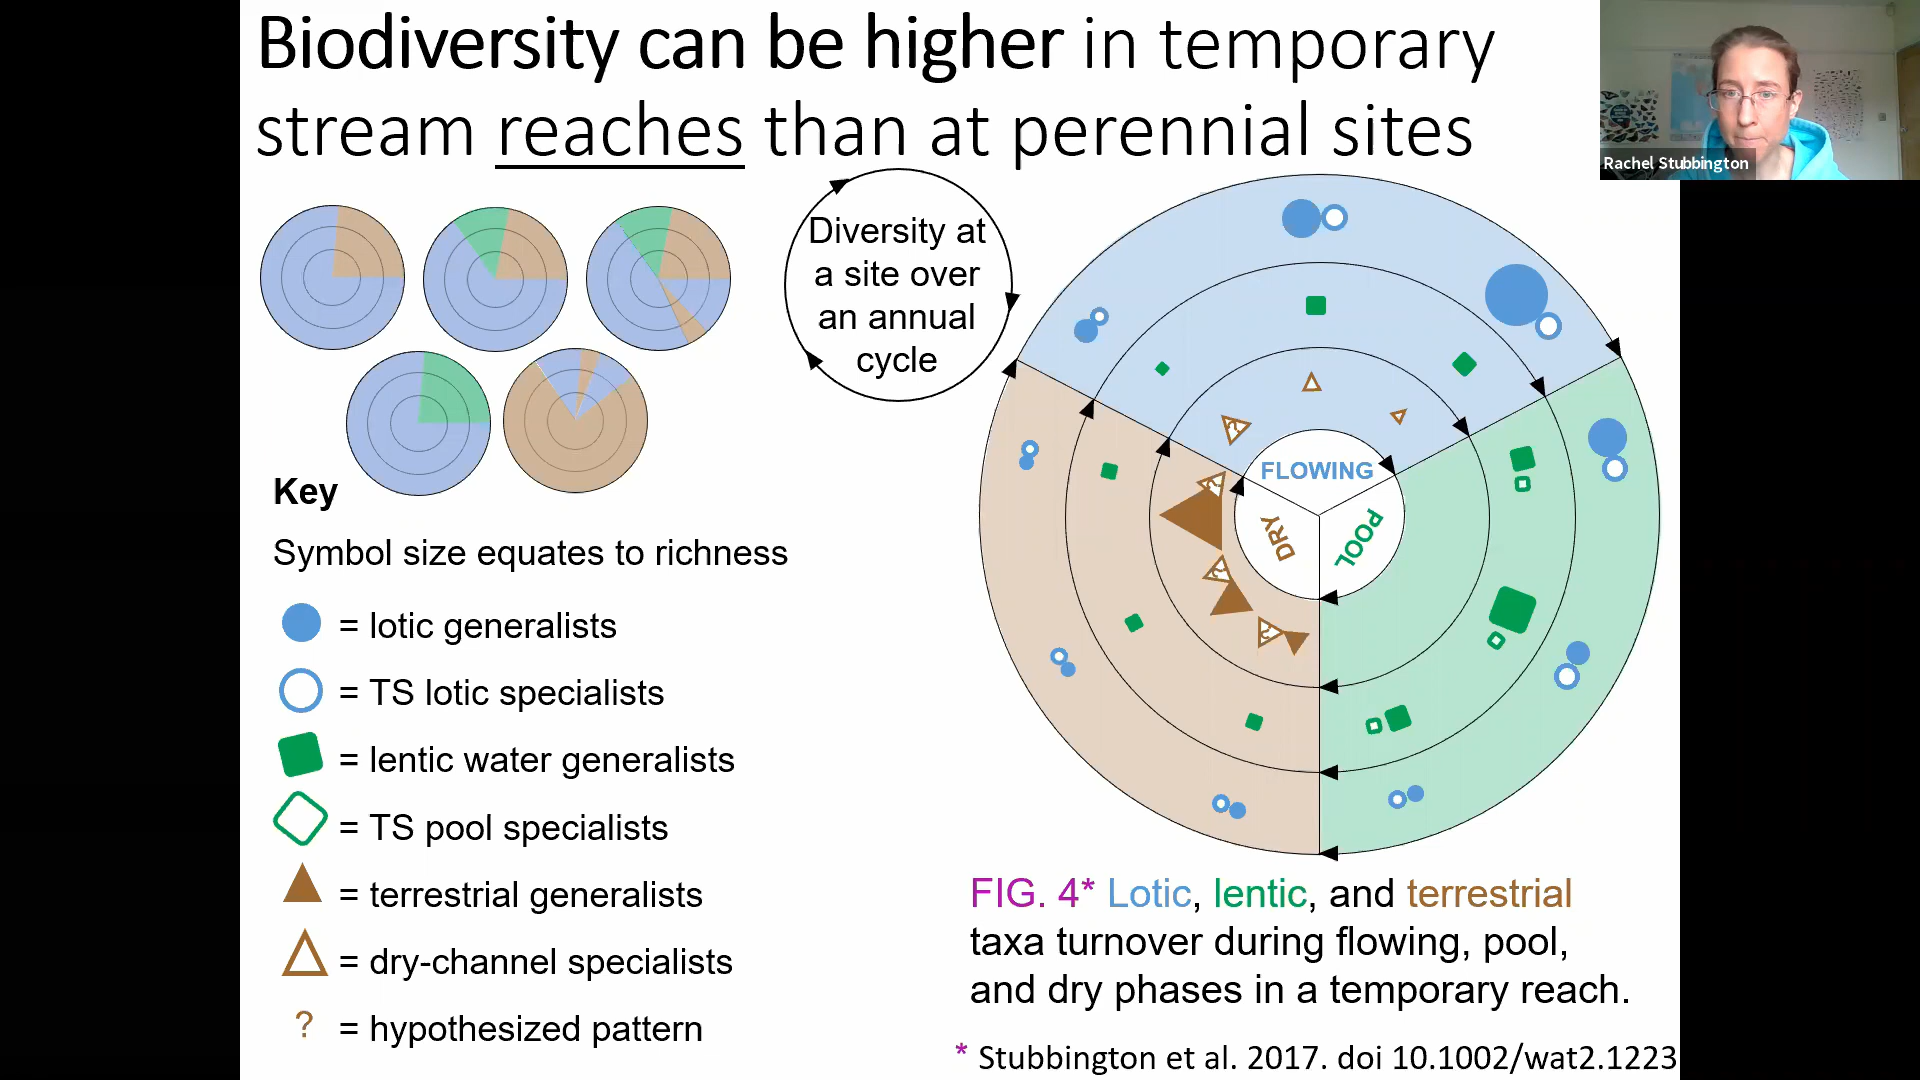 Biodiversity can be higher in temporary
stream reaches than at perennial sites
Rachel Stubbington
Diversity at
a site over
an annual
cycle
FLOWING
DRY
POOL
Key
Symbol size equates to richness
= lotic generalists
= TS lotic specialists
= lentic water generalists
= TS pool specialists
= terrestrial generalists
= dry-channel specialists
? = hypothesized pattern
FIG. 4* Lotic, lentic, and terrestrial
taxa turnover during flowing, pool,
and dry phases in a temporary reach.
* Stubbington et al. 2017. doi 10.1002/wat2.1223